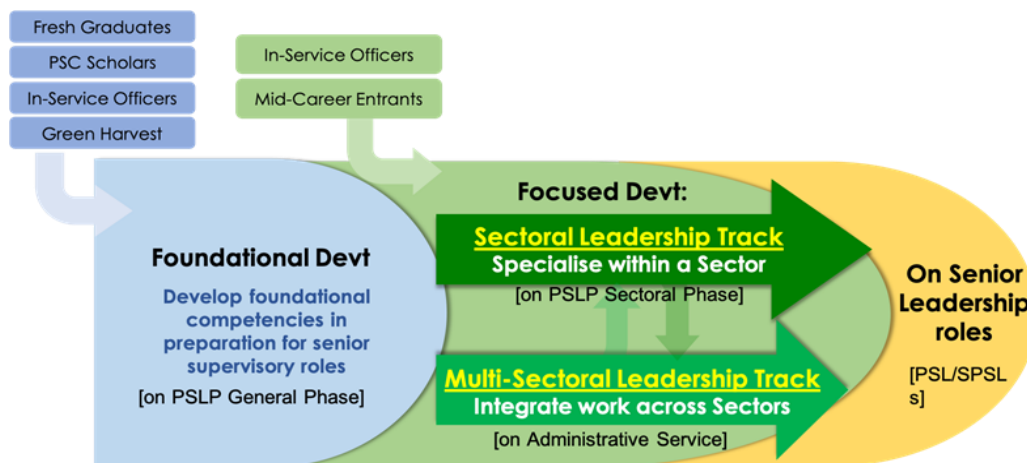 Fresh Graduates
PSC Scholars
In-Service Officers
Green Harvest
In-Service Officers
Mid-Career Entrants
Foundational Devt
Develop foundational
competencies in
preparation for senior
supervisory roles
[on PSLP General Phase]
Focused Devt:
Sectoral Leadership Track
Specialise within a Sector
[on PSLP Sectoral Phase]
Multi-Sectoral Leadership Track
Integrate work across Sectors
[on Administrative Service]
On Senior
Leadership
roles
[PSL/SPSL
s]